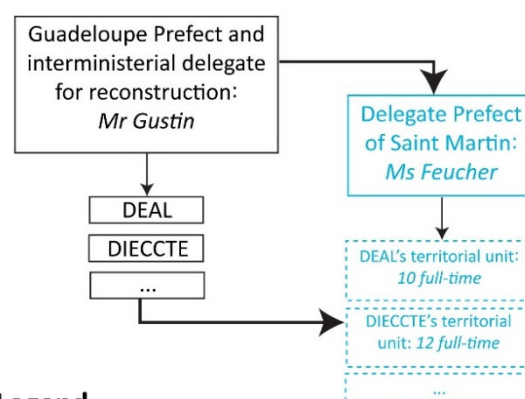 Guadeloupe Prefect and
interministerial delegate
for reconstruction:
Mr Gustin
Delegate Prefect
of Saint Martin:
Ms Feucher
DEAL
DIECCTE
...
DEAL's territorial unit:
10 full-time
DIECCTE's territorial
unit: 12 full-time
...